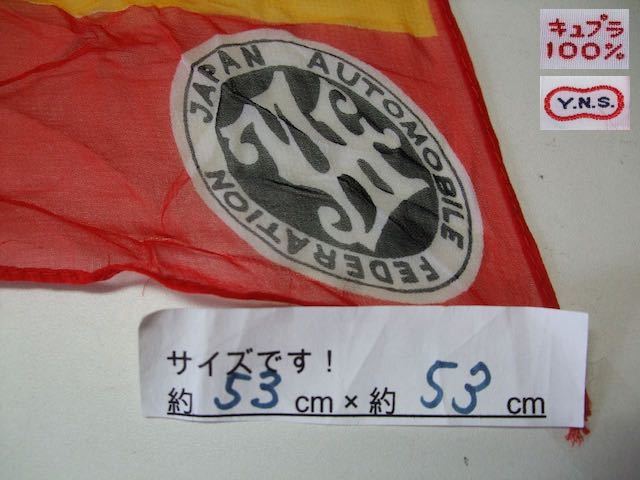 キュプラ
100%
Y.N.S.
JAPAN AUTOMOBILE FEDERATION
サイズです!
約 53 cm × 約 53 cm